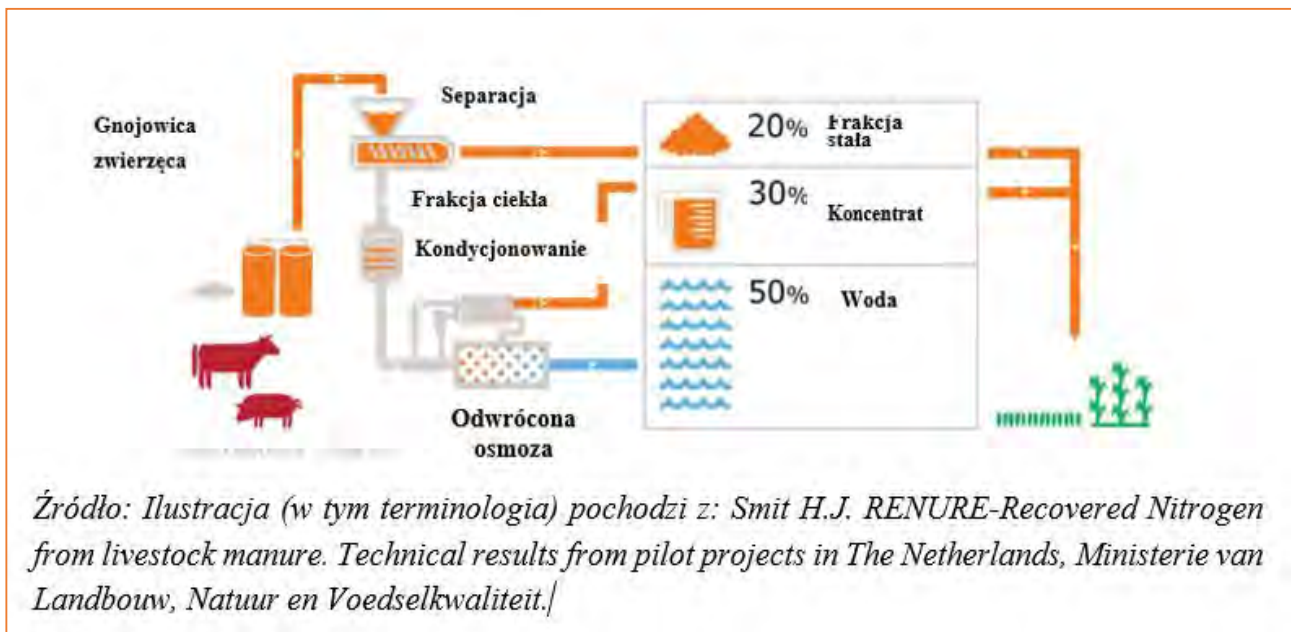 Separacja
Gnojowica
zwierzęca
20% Frakcja
stała
Frakcja ciekła
30% Koncentrat
Kondycjonowanie
50% Woda
Odwrócona
osmoza
Źródło: Ilustracja (w tym terminologia) pochodzi z: Smit H.J. RENURE-Recovered Nitrogen
from livestock manure. Technical results from pilot projects in The Netherlands, Ministerie van
Landbouw, Natuur en Voedselkwaliteit./